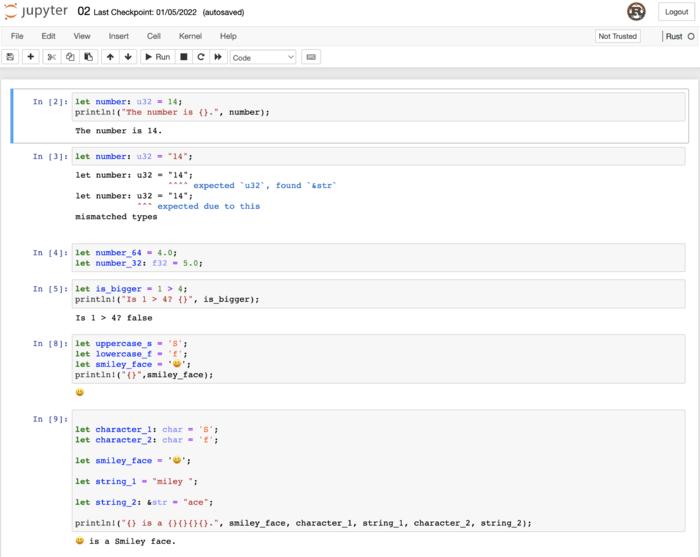 jupyter 02 Last Checkpoint: 01/05/2022 (autosaved)
Logout
File Edit View Insert Cell Kernel Help
Not Trusted
Rust
Run
Code
In [2]: let number: u32 = 14;
println!("The number is {}.", number);
The number is 14.
In [3]: let number: u32 = "14";
let number: u32 = "14";
^^^^ expected `u32`, found `&str`
let number: u32 = "14";
^^^ expected due to this
mismatched types
In [4]: let number_64 = 4.0;
let number_32: f32 = 5.0;
In [5]: let is_bigger = 1 > 4;
println!("Is 1 > 4? {}", is_bigger);
Is 1 > 4? false
In [8]: let uppercase_s = 'S';
let lowercase_f = 'f';
let smiley_face = '😃';
println!("{}",smiley_face);
😃
In [9]:
let character_1: char = 'S';
let character_2: char = 'f';
let smiley_face = '😃';
let string_1 = "miley ";
let string_2: &str = "ace";
println!("{} is a {}{}{}{}.", smiley_face, character_1, string_1, character_2, string_2);
😃 is a Smiley face.